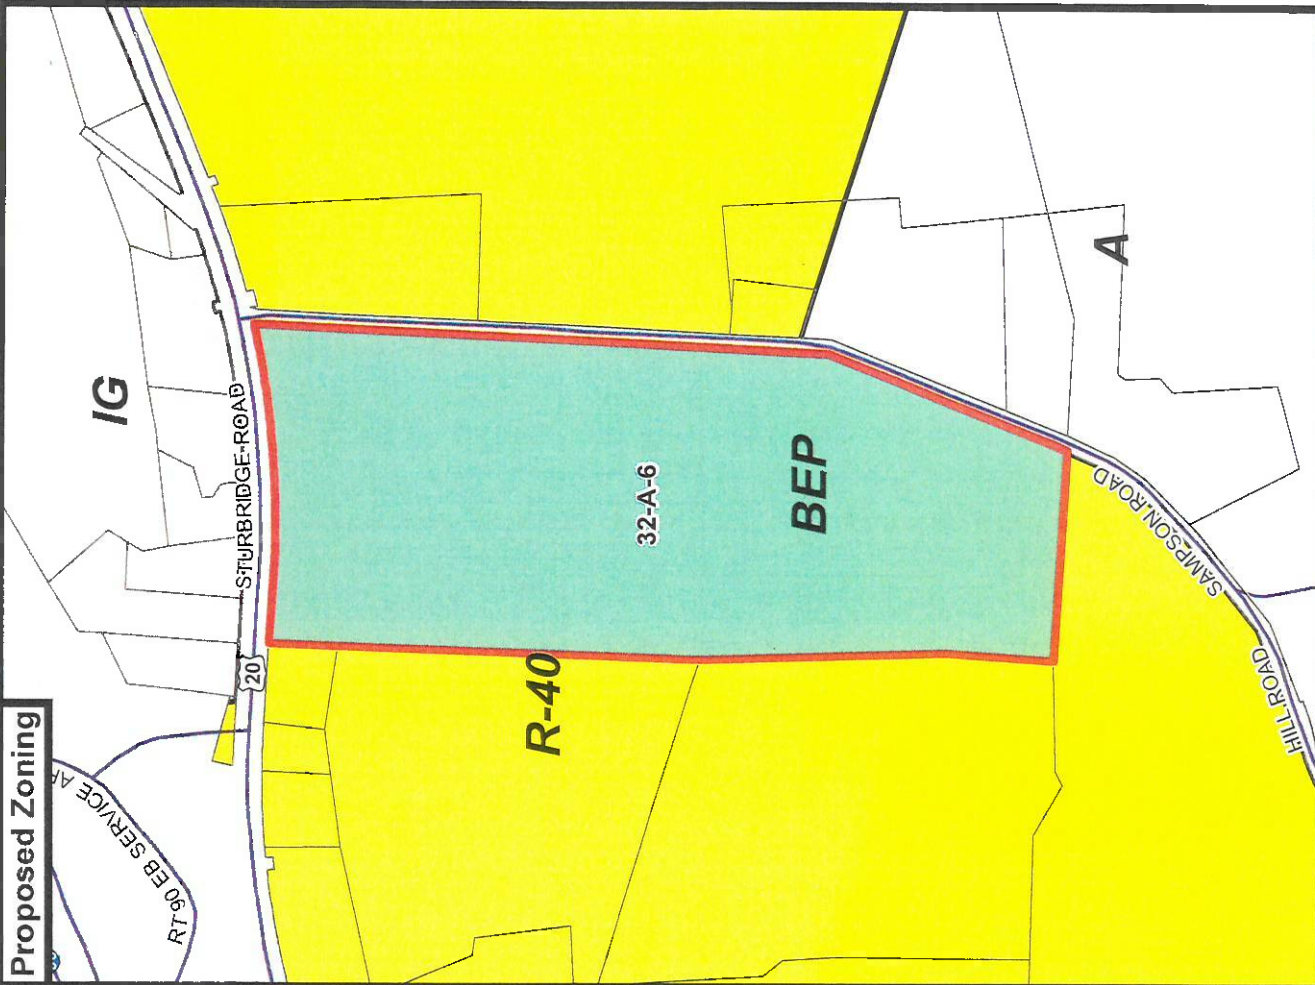 Proposed Zoning
RT 90 EB SERVICE AR
20
STURBRIDGE ROAD
IG
R-40
32-A-6
BEP
A
SAMPSON ROAD
HILL ROAD